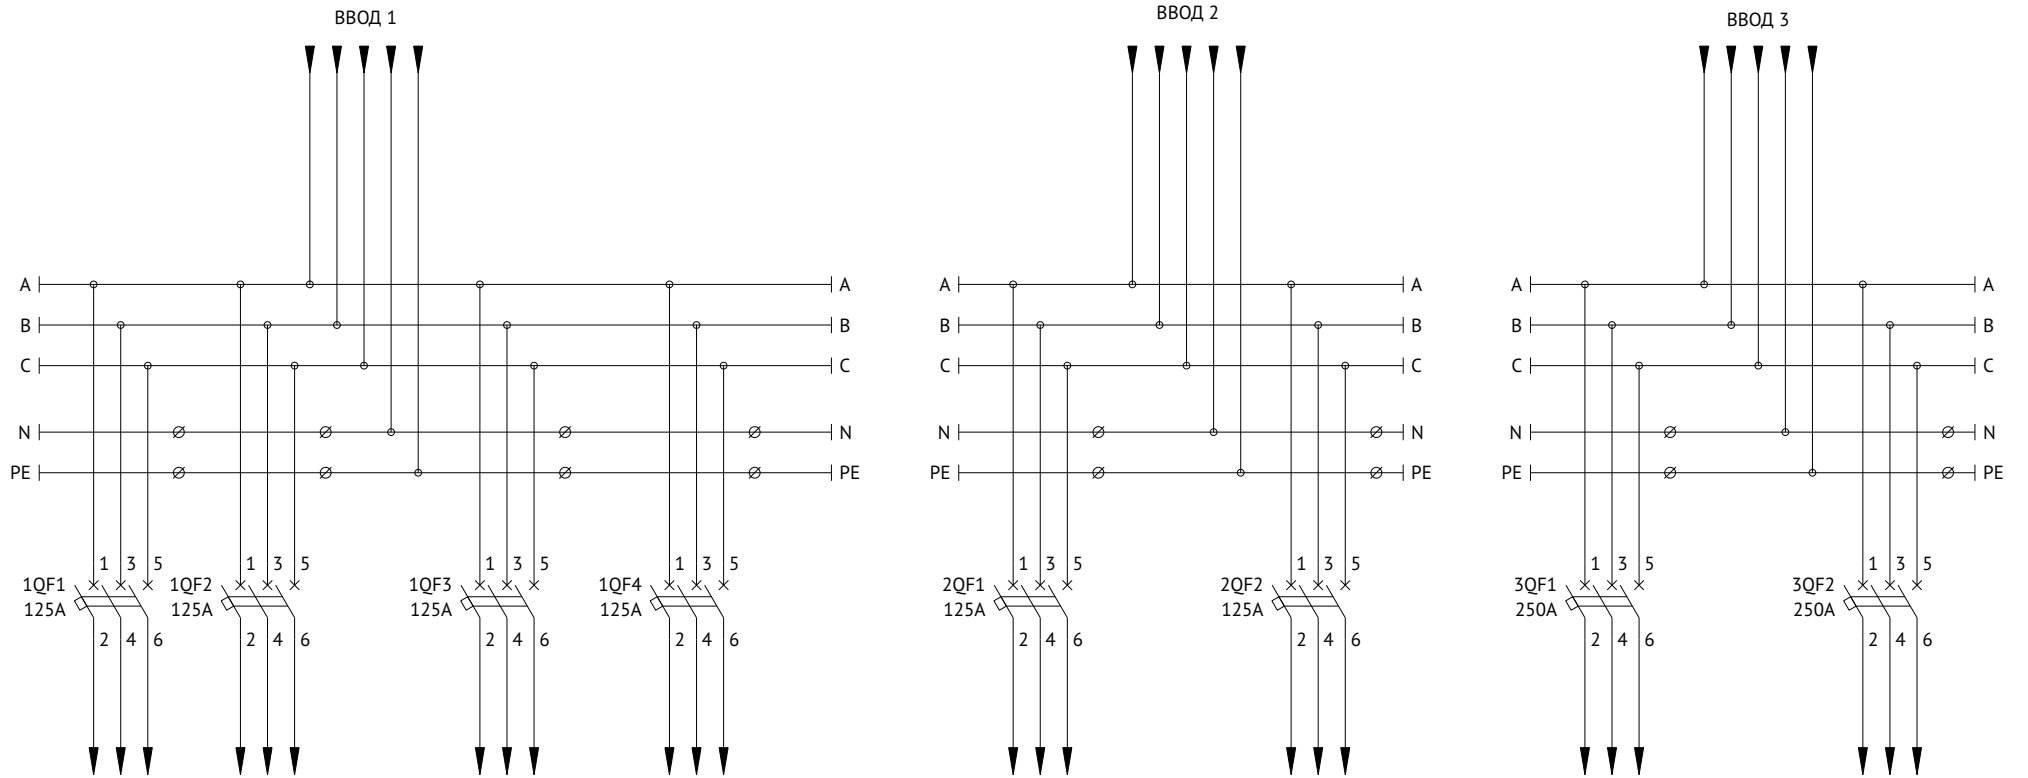 ВВОД 1
ВВОД 2
ВВОД 3
A A A A A A
B B B B B B
C C C C C C
N N N N N N
PE PE PE PE PE PE
1 3 5 1 3 5 1 3 5 1 3 5 1 3 5 1 3 5 1 3 5 1 3 5
1QF1 1QF2 1QF3 1QF4 2QF1 2QF2 3QF1 3QF2
125A 125A 125A 125A 125A 125A 250A 250A
2 4 6 2 4 6 2 4 6 2 4 6 2 4 6 2 4 6 2 4 6 2 4 6